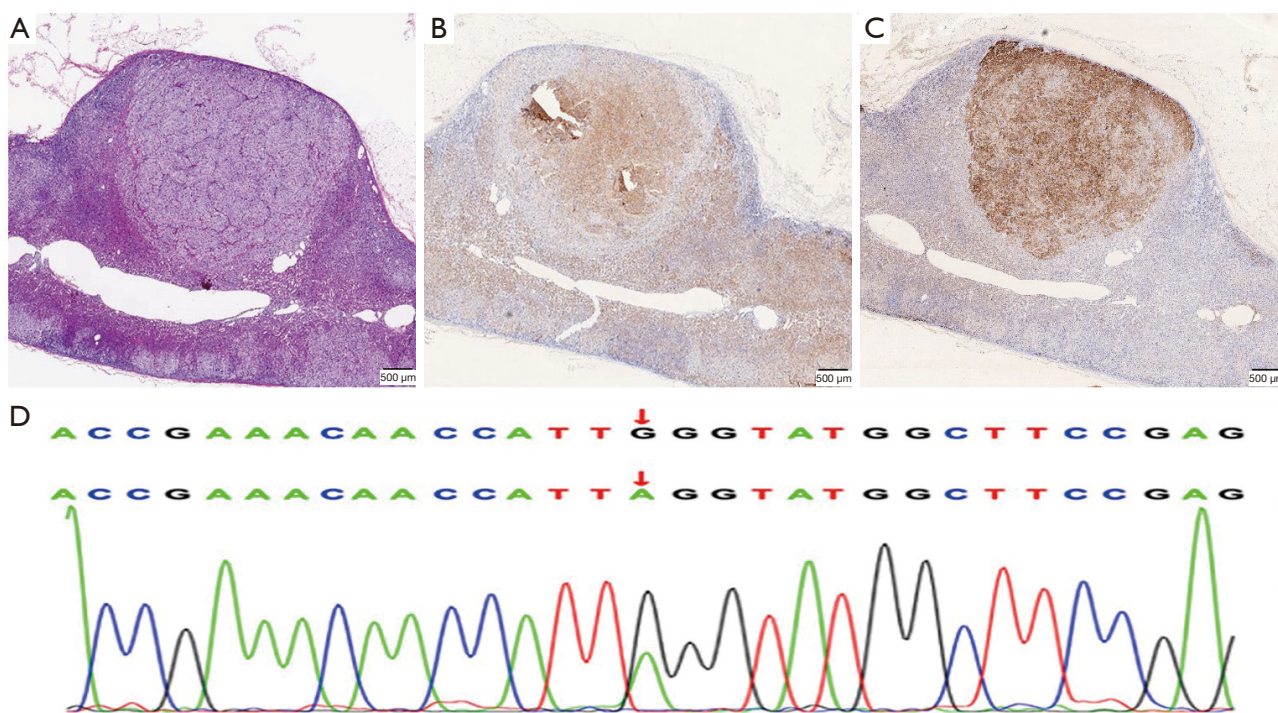 A
B
C
500 µm
500 µm
500 µm
D
A C C G A A A C A A C C A T T G G G T A T G G C T T C C G A G
A C C G A A A C A A C C A T T A G G T A T G G C T T C C G A G